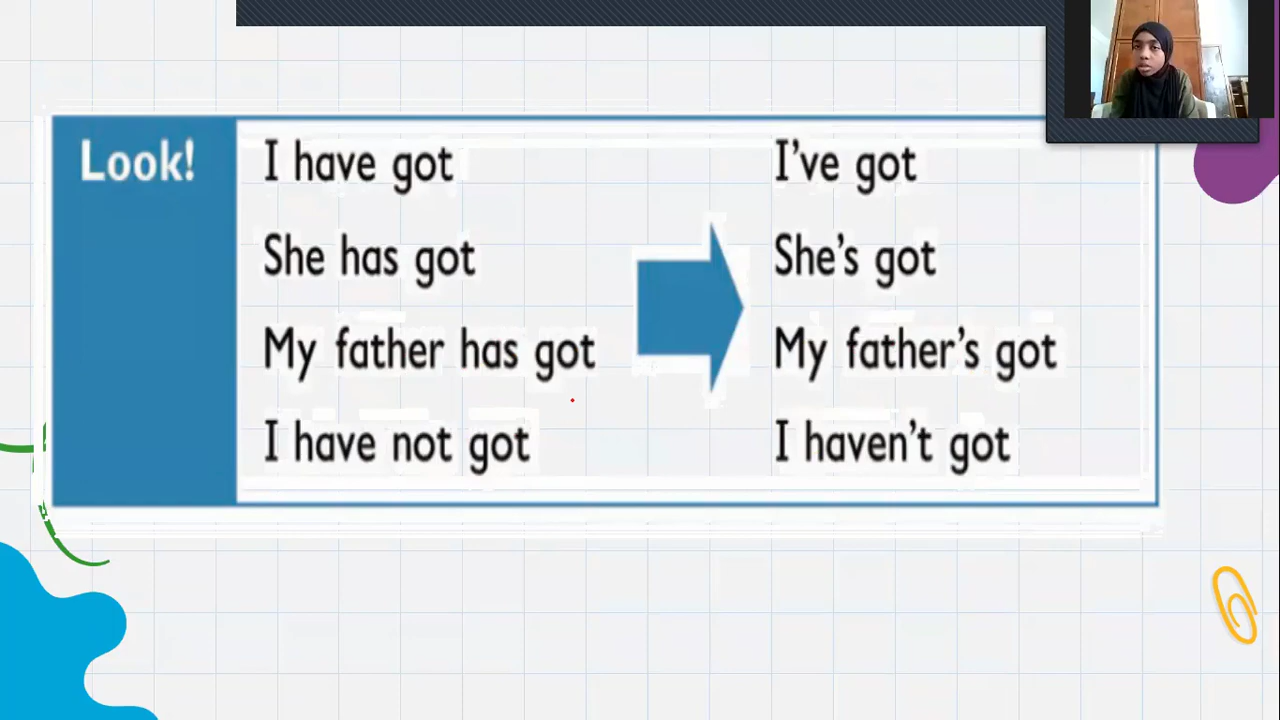 Look!
I have got
I've got
She has got
She's got
My father has got
My father's got
I have not got
I haven't got